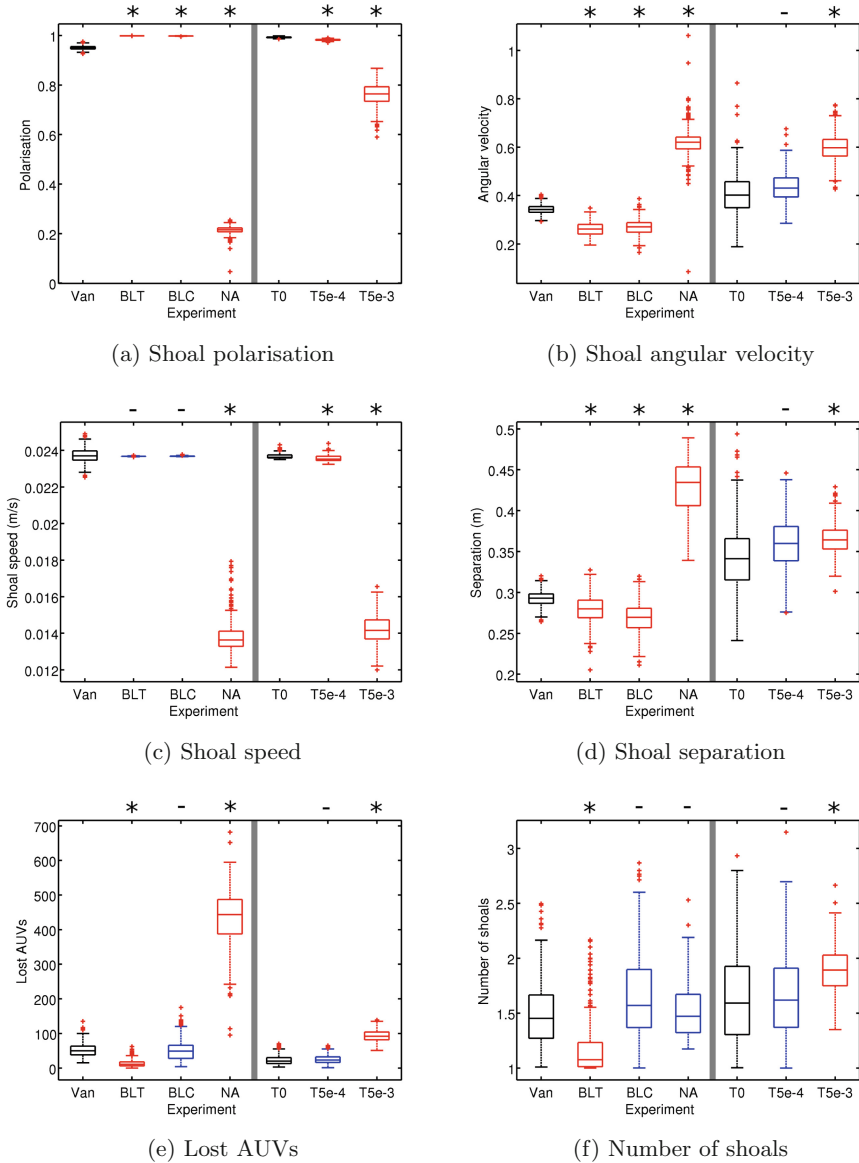 * * * * *
1
0.8
0.6
0.4
0.2
0
Polarisation
Van BLT BLC NA T0 T5e-4 T5e-3
Experiment
(a) Shoal polarisation
* * * - *
1
0.8
0.6
0.4
0.2
Angular velocity
Van BLT BLC NA T0 T5e-4 T5e-3
Experiment
(b) Shoal angular velocity
- - * * *
0.024
0.022
0.02
0.018
0.016
0.014
0.012
Shoal speed (m/s)
Van BLT BLC NA T0 T5e-4 T5e-3
Experiment
(c) Shoal speed
* * * - *
0.5
0.45
0.4
0.35
0.3
0.25
0.2
Separation (m)
Van BLT BLC NA T0 T5e-4 T5e-3
Experiment
(d) Shoal separation
* - * - *
700
600
500
400
300
200
100
0
Lost AUVs
Van BLT BLC NA T0 T5e-4 T5e-3
Experiment
(e) Lost AUVs
* - - - *
3
2.5
2
1.5
1
Number of shoals
Van BLT BLC NA T0 T5e-4 T5e-3
Experiment
(f) Number of shoals